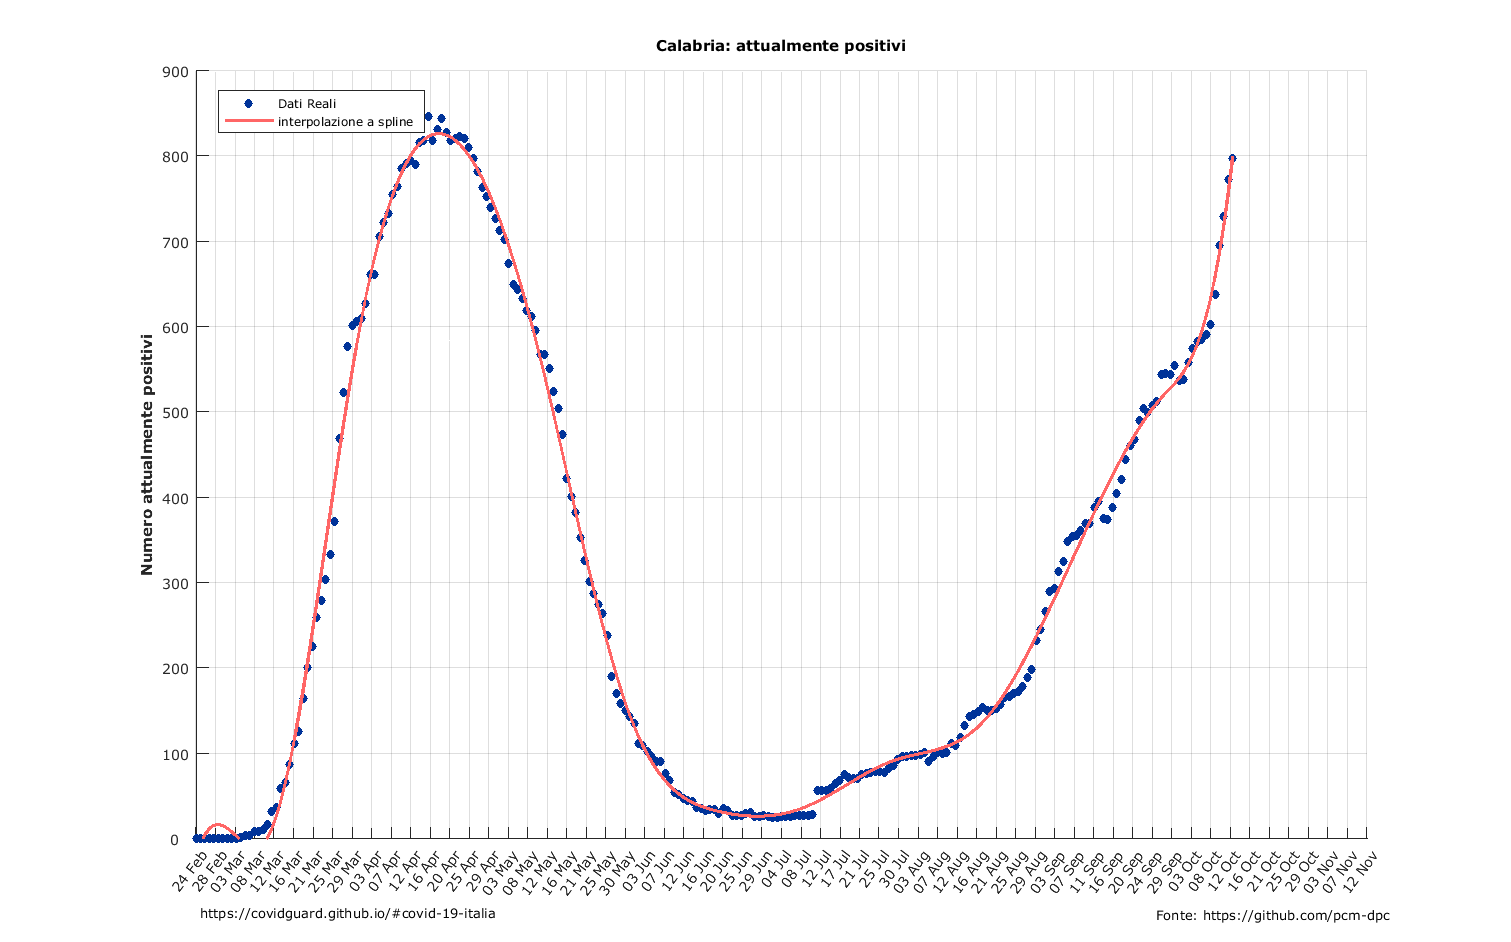 Calabria: attualmente positivi
Dati Reali
interpolazione a spline
Numero attualmente positivi
900
800
700
600
500
400
300
200
100
0
24 Feb
28 Feb
03 Mar
08 Mar
12 Mar
16 Mar
21 Mar
25 Mar
29 Mar
03 Apr
07 Apr
12 Apr
16 Apr
20 Apr
25 Apr
29 Apr
03 May
08 May
12 May
16 May
21 May
25 May
30 May
03 Jun
07 Jun
12 Jun
16 Jun
20 Jun
25 Jun
29 Jun
04 Jul
08 Jul
12 Jul
17 Jul
21 Jul
25 Jul
30 Jul
03 Aug
07 Aug
12 Aug
16 Aug
21 Aug
25 Aug
29 Aug
03 Sep
07 Sep
11 Sep
16 Sep
20 Sep
24 Sep
29 Sep
03 Oct
08 Oct
12 Oct
16 Oct
21 Oct
25 Oct
29 Oct
03 Nov
07 Nov
12 Nov
https://covidguard.github.io/#covid-19-italia
Fonte: https://github.com/pcm-dpc